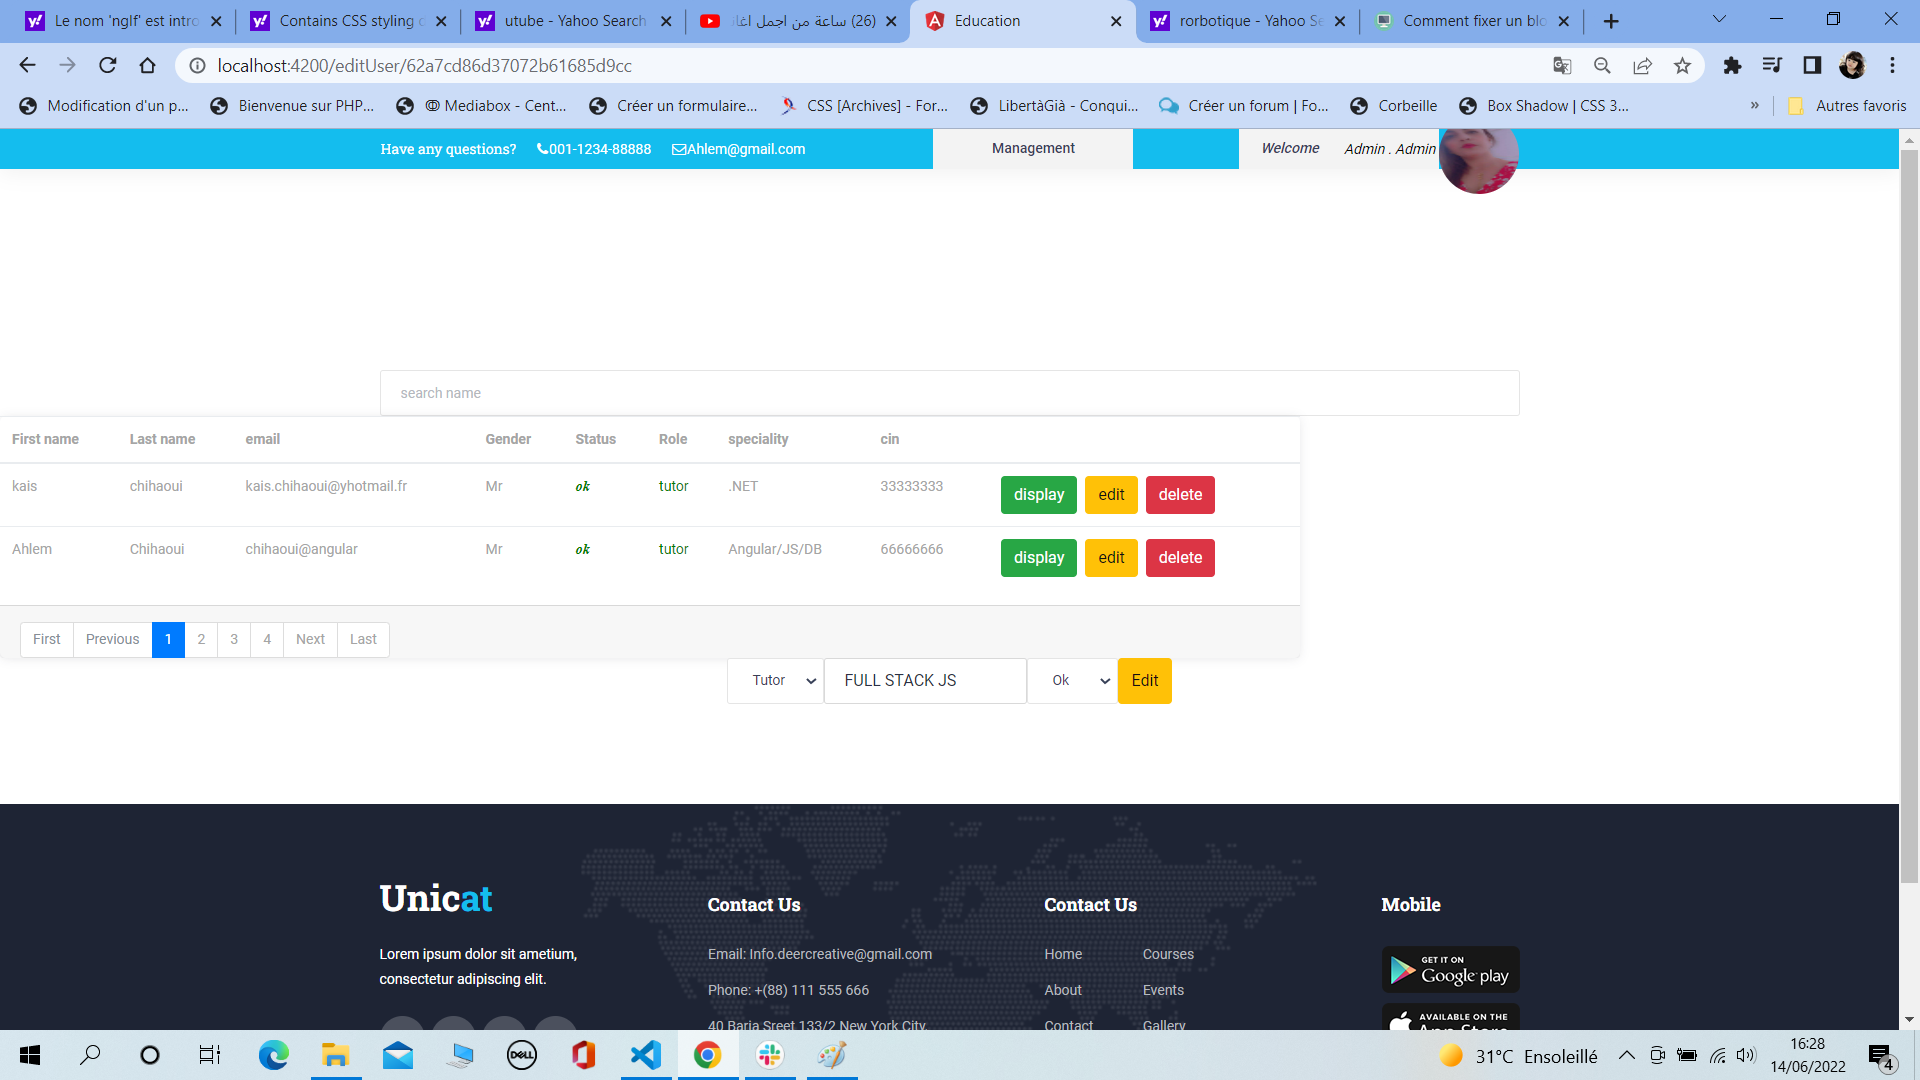 Le nom 'nglf' est intro
Contains CSS styling
utube - Yahoo Search
(26) ساعة من اجمل اغا
Education
rorbotique - Yahoo Se
Comment fixer un blo
localhost:4200/editUser/62a7cd86d37072b61685d9cc
Modification d'un p...
Bienvenue sur PHP...
Mediabox - Cent...
Créer un formulaire...
CSS [Archives] - For...
LibertàGià - Conqui...
Créer un forum | Fo...
Corbeille
Box Shadow | CSS 3...
»
Autres favoris
Have any questions? 001-1234-88888 Ahlem@gmail.com
Management
Welcome Admin . Admin
search name
First name Last name email Gender Status Role speciality cin
kais chihaoui kais.chihaoui@yhotmail.fr Mr ok tutor .NET 33333333 display edit delete
Ahlem Chihaoui chihaoui@angular Mr ok tutor Angular/JS/DB 66666666 display edit delete
First Previous 1 2 3 4 Next Last
Tutor FULL STACK JS Ok Edit
Unicat
Lorem ipsum dolor sit ametium,
consectetur adipiscing elit.
Contact Us
Email: Info.deercreative@gmail.com
Phone: +(88) 111 555 666
40 Baria Sreet 133/2 New York City,
Contact Us
Home Courses
About Events
Contact Gallery
Mobile
GET IT ON
Google play
AVAILABLE ON THE
App Store
DELL
31°C Ensoleillé
16:28
14/06/2022
4